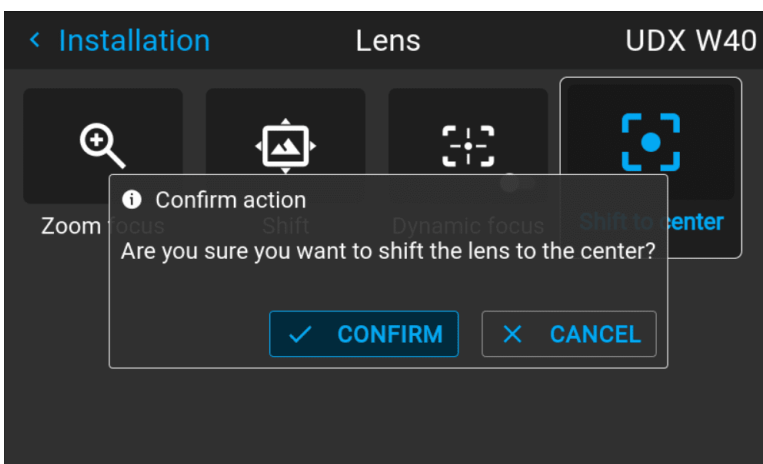 Installation Lens UDX W40
Confirm action
Zoom focus Shift Dynamic focus Shift to center
Are you sure you want to shift the lens to the center?
CONFIRM CANCEL